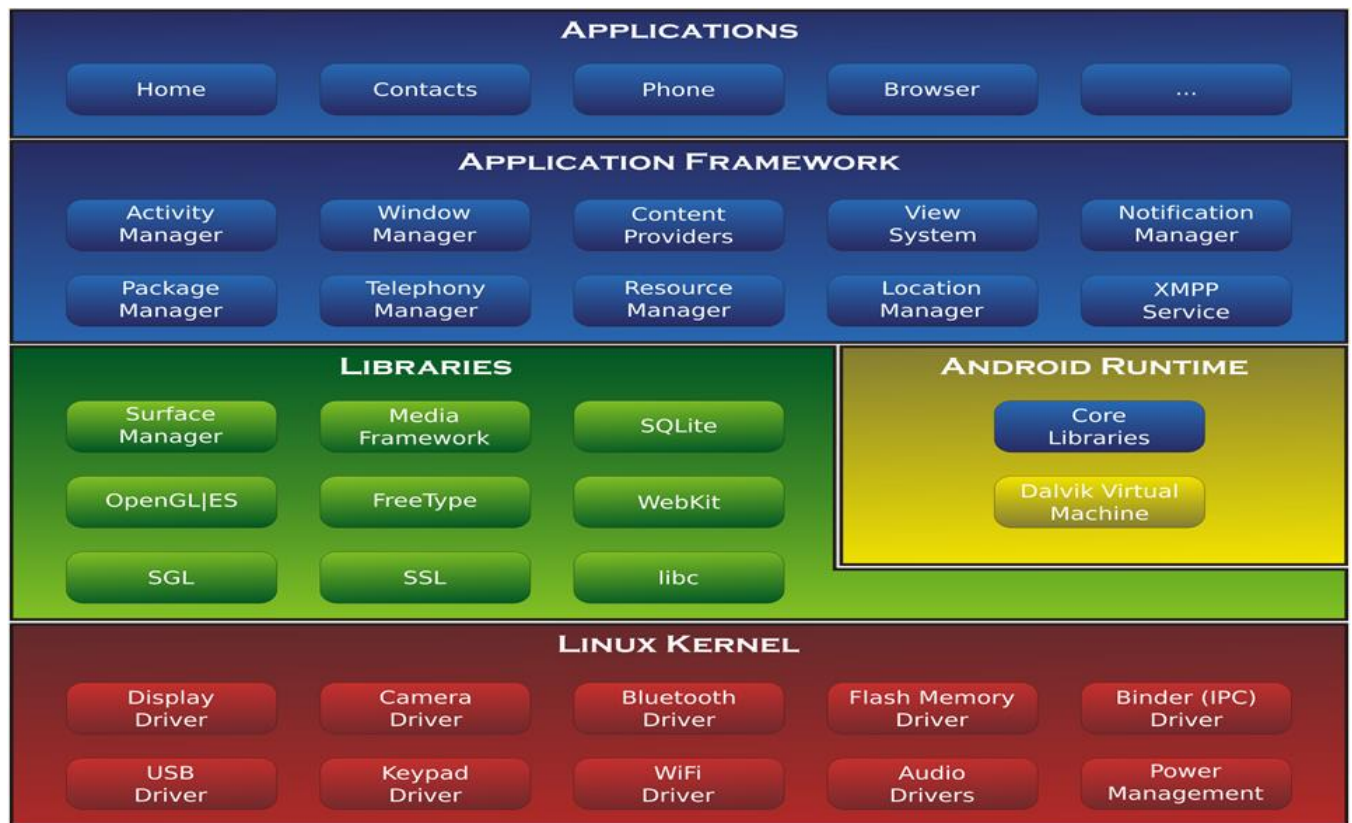 APPLICATIONS
Home
Contacts
Phone
Browser
...
APPLICATION FRAMEWORK
Activity
Manager
Window
Manager
Content
Providers
View
System
Notification
Manager
Package
Manager
Telephony
Manager
Resource
Manager
Location
Manager
XMPP
Service
LIBRARIES
Surface
Manager
Media
Framework
SQLite
OpenGL|ES
FreeType
WebKit
SGL
SSL
libc
ANDROID RUNTIME
Core
Libraries
Dalvik Virtual
Machine
LINUX KERNEL
Display
Driver
Camera
Driver
Bluetooth
Driver
Flash Memory
Driver
Binder (IPC)
Driver
USB
Driver
Keypad
Driver
WiFi
Driver
Audio
Drivers
Power
Management